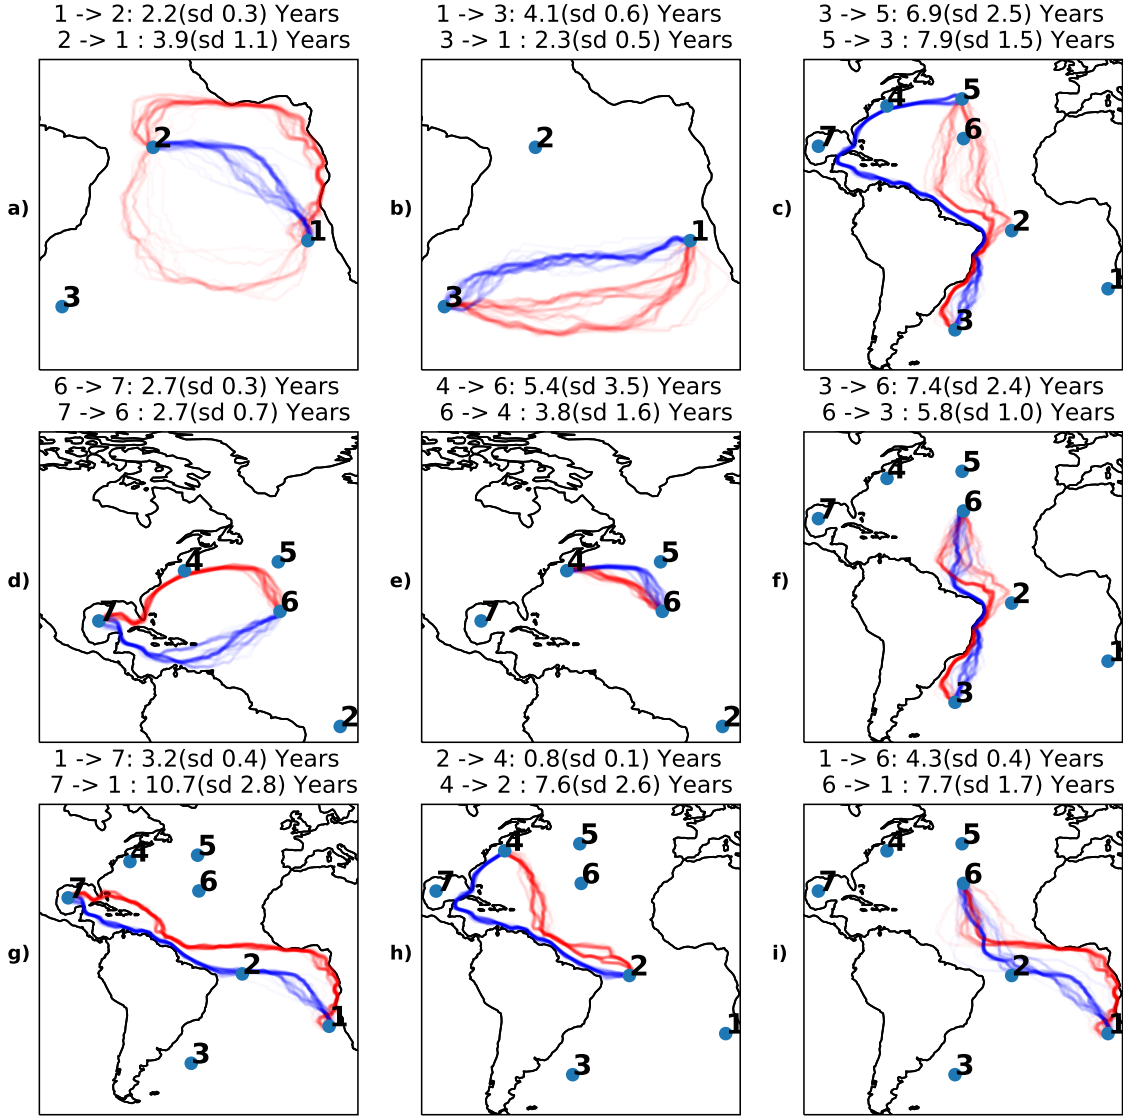 1 -> 2: 2.2(sd 0.3) Years
2 -> 1 : 3.9(sd 1.1) Years
1 -> 3: 4.1(sd 0.6) Years
3 -> 1 : 2.3(sd 0.5) Years
3 -> 5: 6.9(sd 2.5) Years
5 -> 3 : 7.9(sd 1.5) Years
a)
2
1
3
b)
2
1
3
c)
4
5
7
6
2
1
3
6 -> 7: 2.7(sd 0.3) Years
7 -> 6 : 2.7(sd 0.7) Years
4 -> 6: 5.4(sd 3.5) Years
6 -> 4 : 3.8(sd 1.6) Years
3 -> 6: 7.4(sd 2.4) Years
6 -> 3 : 5.8(sd 1.0) Years
d)
5
4
6
7
2
e)
5
4
6
7
2
f)
5
4
6
7
2
1
3
1 -> 7: 3.2(sd 0.4) Years
7 -> 1 : 10.7(sd 2.8) Years
2 -> 4: 0.8(sd 0.1) Years
4 -> 2 : 7.6(sd 2.6) Years
1 -> 6: 4.3(sd 0.4) Years
6 -> 1 : 7.7(sd 1.7) Years
g)
5
4
6
7
2
1
3
h)
5
4
6
7
2
1
3
i)
5
4
6
7
2
1
3